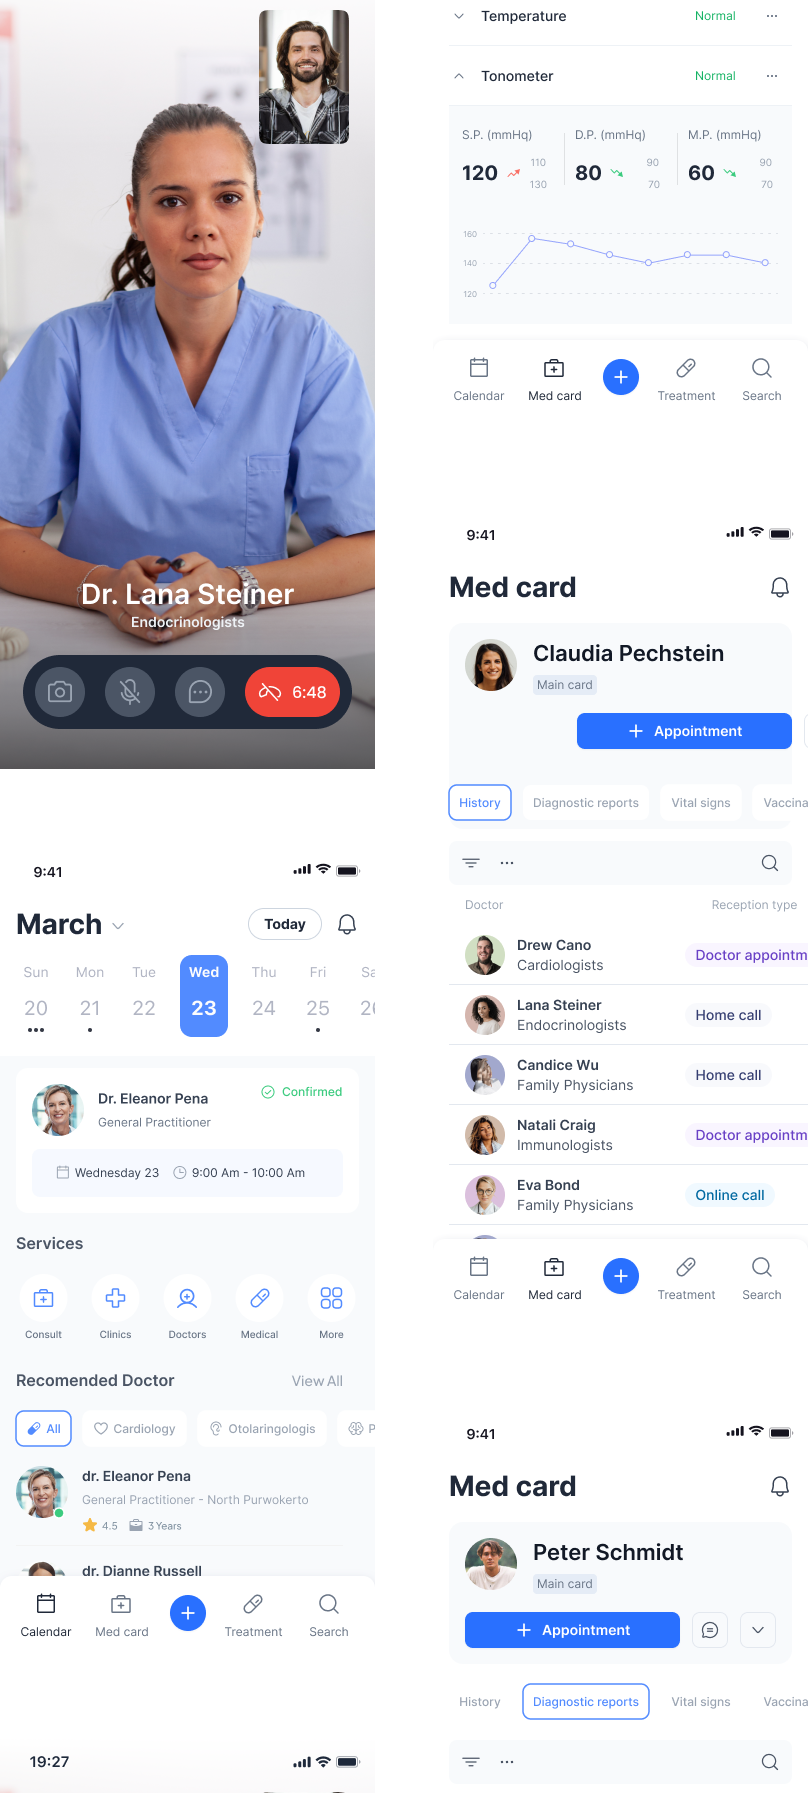 Dr. Lana Steiner
Endocrinologists
6:48
9:41
March
Today
Sun Mon Tue Wed Thu Fri Sa
20 21 22 23 24 25 26
Dr. Eleanor Pena
Confirmed
General Practitioner
Wednesday 23 9:00 Am - 10:00 Am
Services
Consult Clinics Doctors Medical More
Recomended Doctor View All
All Cardiology Otolaringologis P
dr. Eleanor Pena
General Practitioner - North Purwokerto
4.5 3 Years
dr. Dianne Russell
Calendar Med card Treatment Search
19:27
Temperature Normal
Tonometer Normal
S.P. (mmHq) D.P. (mmHq) M.P. (mmHq)
120 110 130
80 90 70
60 90 70
160
140
120
Calendar Med card Treatment Search
9:41
Med card
Claudia Pechstein
Main card
Appointment
History Diagnostic reports Vital signs Vaccina
Doctor Reception type
Drew Cano
Cardiologists
Doctor appointm
Lana Steiner
Endocrinologists
Home call
Candice Wu
Family Physicians
Home call
Natali Craig
Immunologists
Doctor appointm
Eva Bond
Family Physicians
Online call
Calendar Med card Treatment Search
9:41
Med card
Peter Schmidt
Main card
Appointment
History Diagnostic reports Vital signs Vaccina